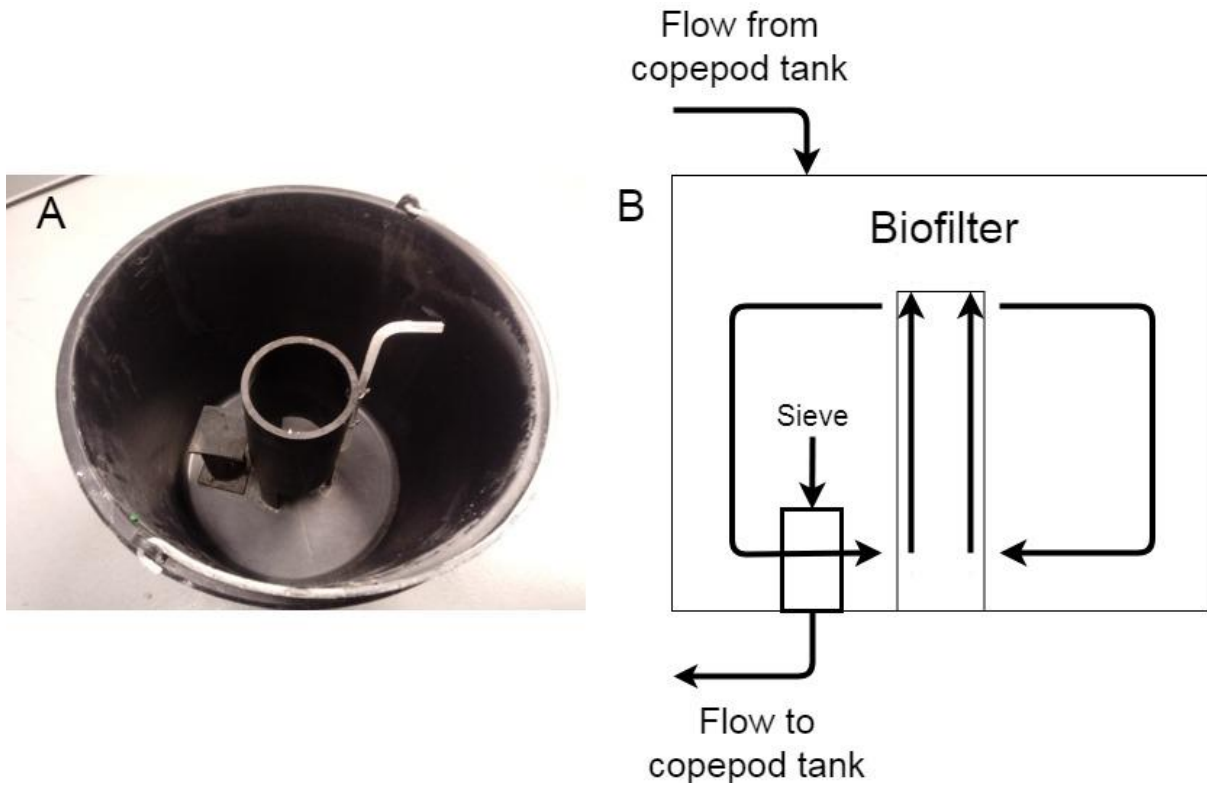 Flow from
copepod tank
A
B
Biofilter
Sieve
Flow to
copepod tank